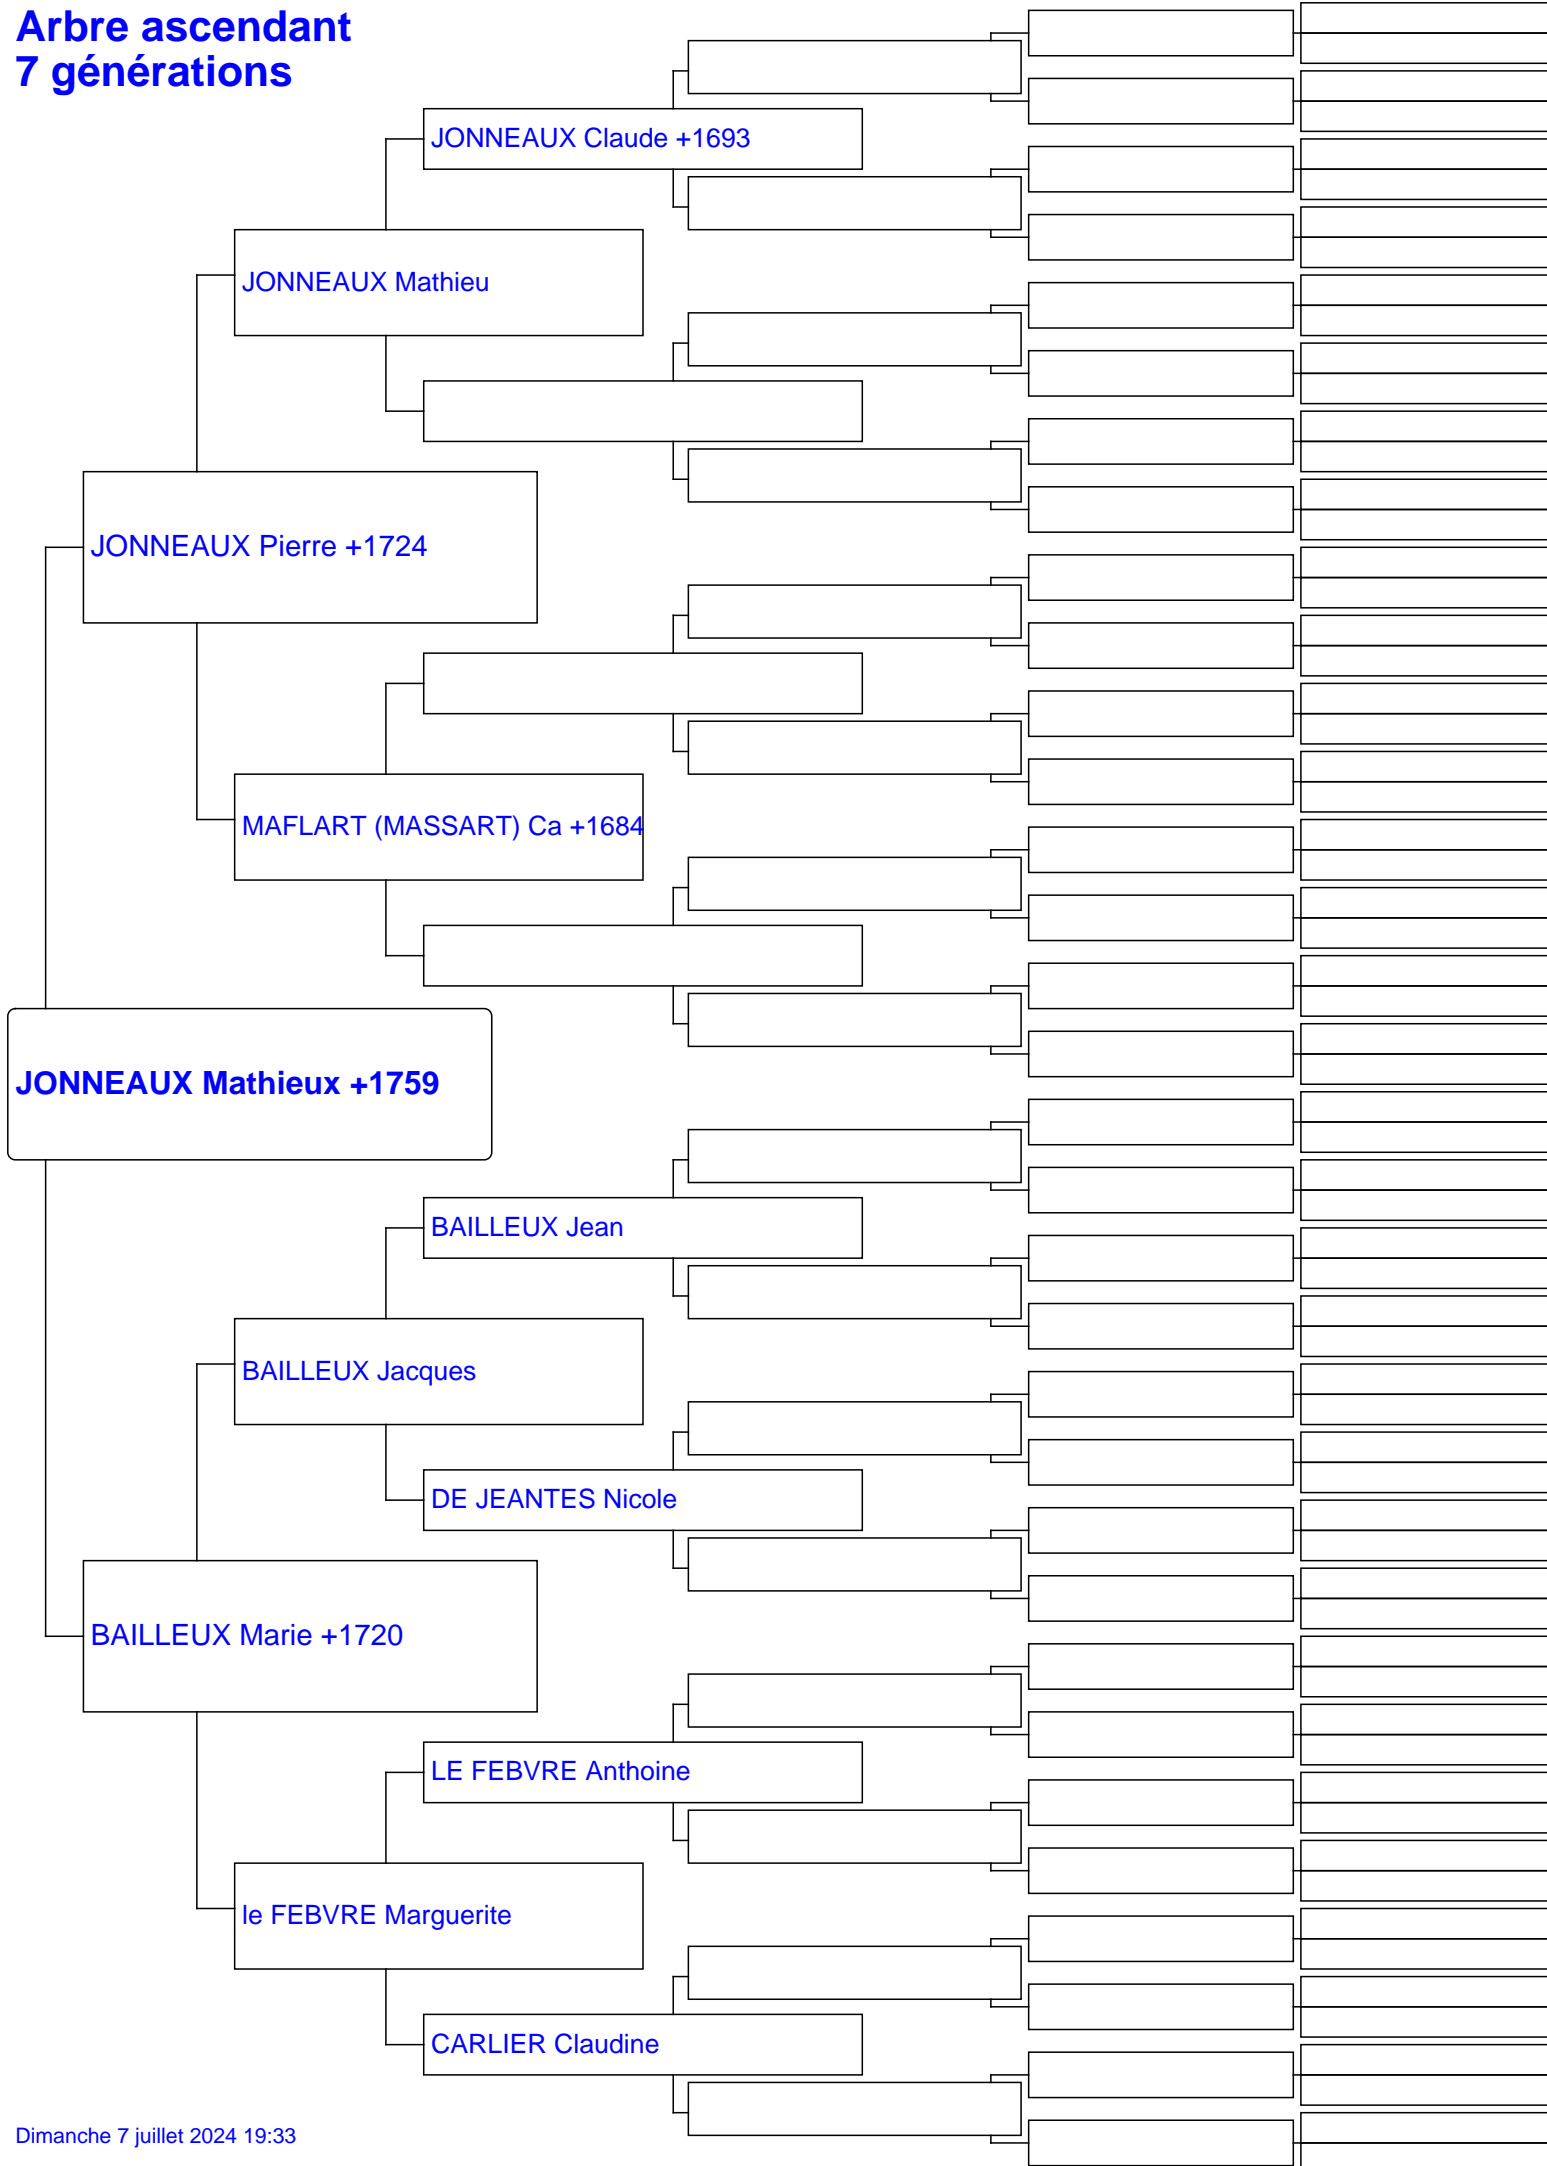 Arbre ascendant
7 générations
JONNEAUX Claude +1693
JONNEAUX Mathieu
JONNEAUX Pierre +1724
MAFLART (MASSART) Ca +1684
JONNEAUX Mathieux +1759
BAILLEUX Jean
BAILLEUX Jacques
DE JEANTES Nicole
BAILLEUX Marie +1720
LE FEBVRE Anthoine
le FEBVRE Marguerite
CARLIER Claudine
Dimanche 7 juillet 2024 19:33